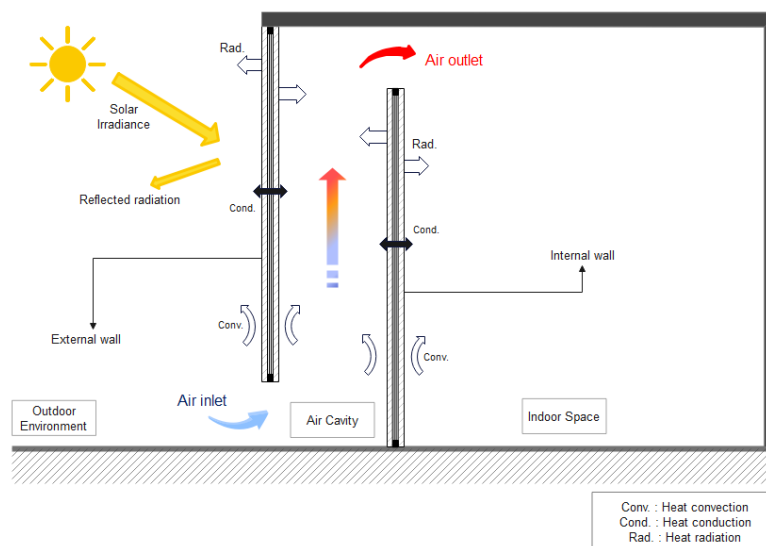 Rad.
Air outlet
Solar
Irradiance
Rad.
Reflected radiation
Cond.
Cond.
Internal wall
Conv.
External wall
Conv.
Air inlet
Outdoor
Environment
Air Cavity
Indoor Space
Conv. : Heat convection
Cond. : Heat conduction
Rad. : Heat radiation